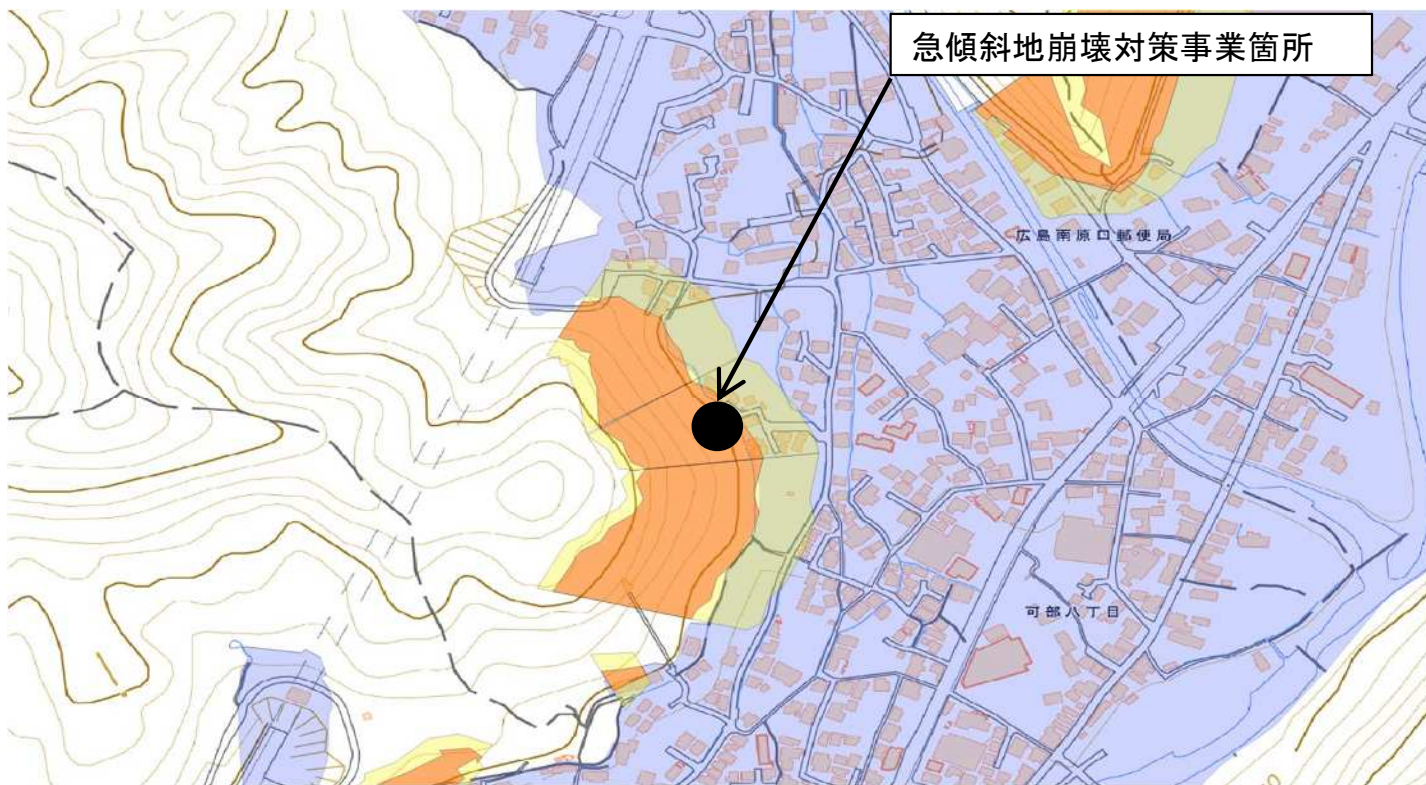 急傾斜地崩壊対策事業箇所
広島南原口郵便局
可部八丁目